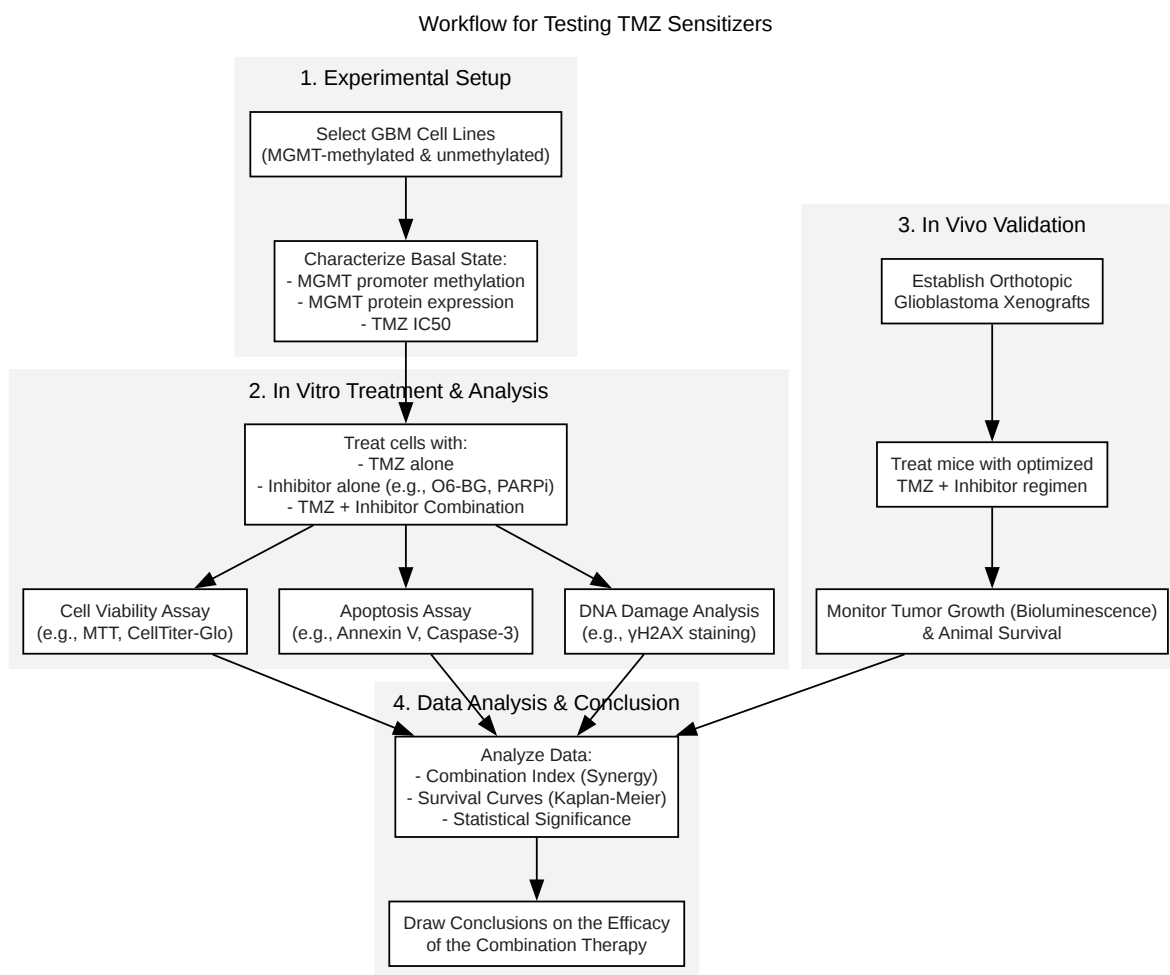 Workflow for Testing TMZ Sensitizers
1. Experimental Setup
Select GBM Cell Lines
(MGMT-methylated & unmethylated)
Characterize Basal State:
- MGMT promoter methylation
- MGMT protein expression
- TMZ IC50
2. In Vitro Treatment & Analysis
Treat cells with:
- TMZ alone
- Inhibitor alone (e.g., O6-BG, PARPi)
- TMZ + Inhibitor Combination
Cell Viability Assay
(e.g., MTT, CellTiter-Glo)
Apoptosis Assay
(e.g., Annexin V, Caspase-3)
DNA Damage Analysis
(e.g., γH2AX staining)
3. In Vivo Validation
Establish Orthotopic
Glioblastoma Xenografts
Treat mice with optimized
TMZ + Inhibitor regimen
Monitor Tumor Growth (Bioluminescence)
& Animal Survival
4. Data Analysis & Conclusion
Analyze Data:
- Combination Index (Synergy)
- Survival Curves (Kaplan-Meier)
- Statistical Significance
Draw Conclusions on the Efficacy
of the Combination Therapy